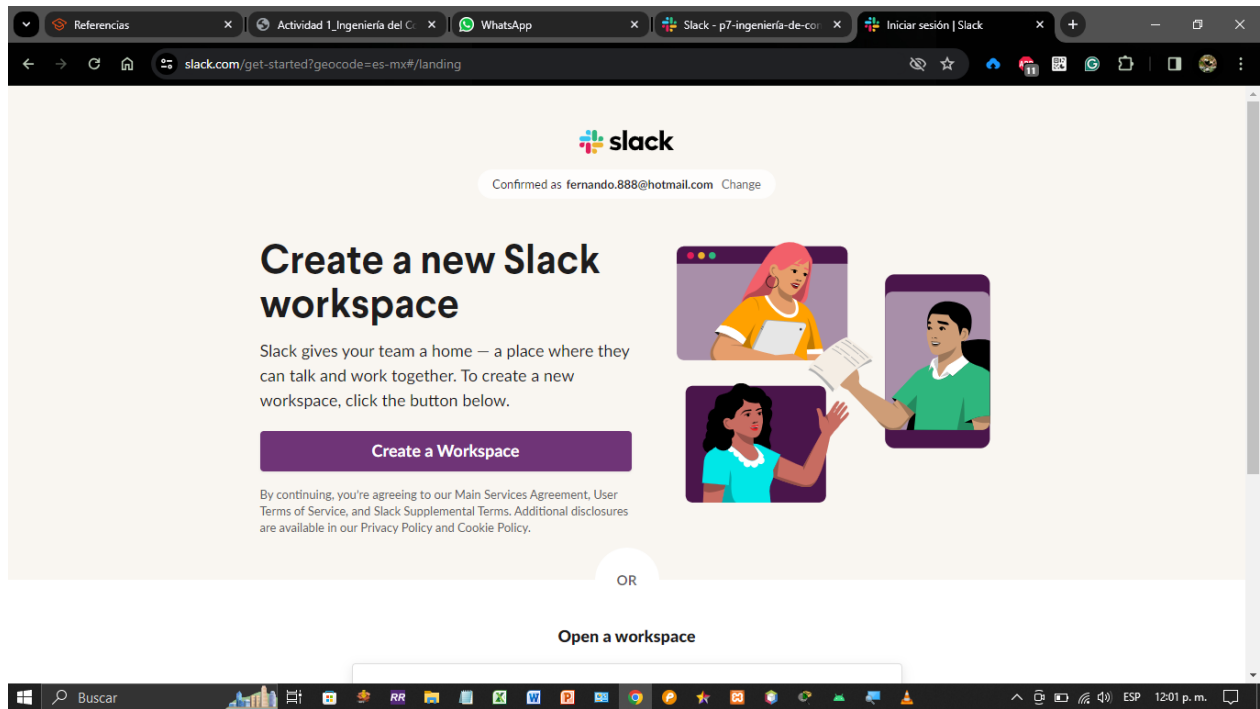 Referencias
Actividad 1_Ingeniería del Co
WhatsApp
Slack - p7-ingeniería-de-con
Iniciar sesión | Slack
slack.com/get-started?geocode=es-mx#/landing
11
slack
Confirmed as fernando.888@hotmail.com Change
Create a new Slack
workspace
Slack gives your team a home — a place where they
can talk and work together. To create a new
workspace, click the button below.
Create a Workspace
By continuing, you're agreeing to our Main Services Agreement, User
Terms of Service, and Slack Supplemental Terms. Additional disclosures
are available in our Privacy Policy and Cookie Policy.
OR
Open a workspace
Buscar
RR
ESP
12:01 p. m.